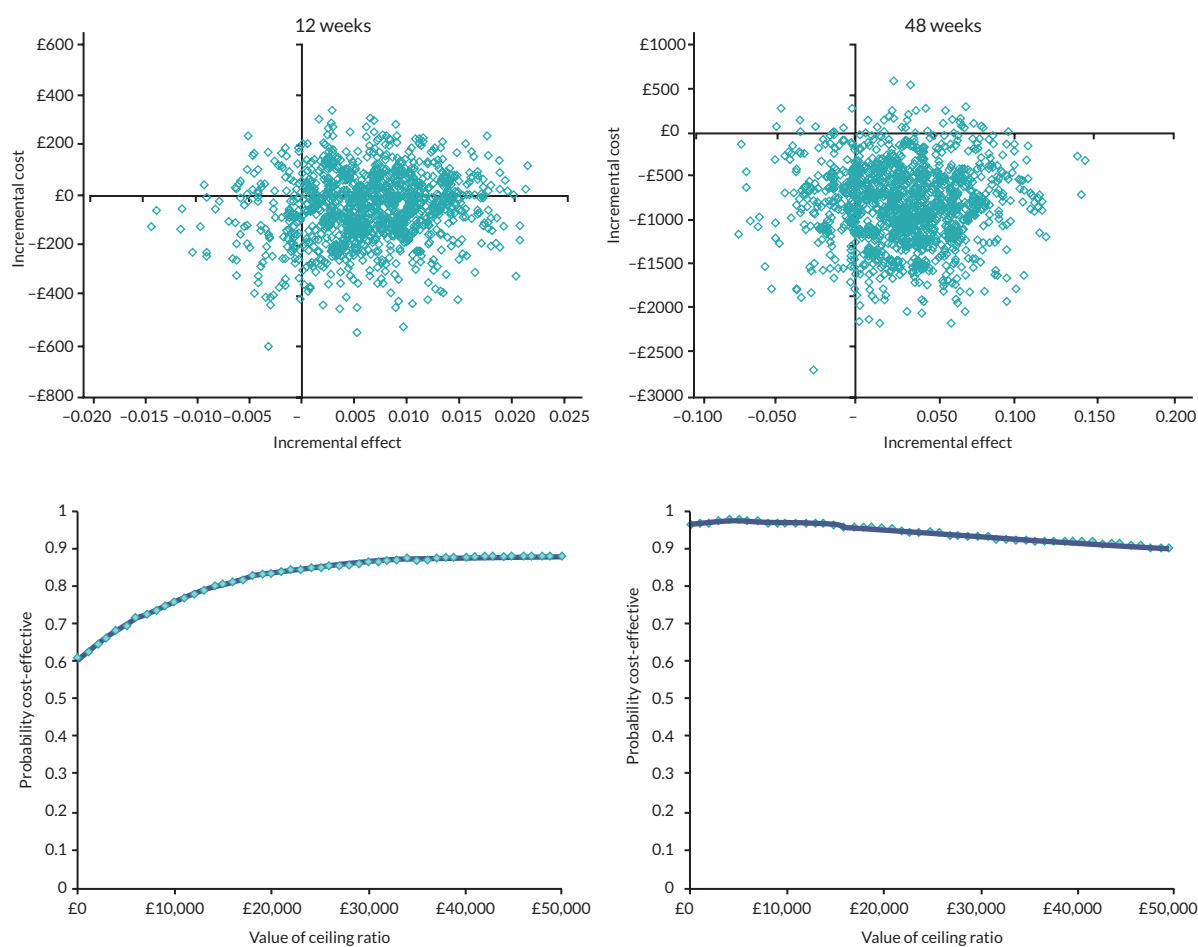 12 weeks
£600
£400
£200
£0
−£200
−£400
−£600
−£800
Incremental cost
−0.020 −0.015 −0.010 −0.005 − 0.005 0.010 0.015 0.020 0.025
Incremental effect
48 weeks
£1000
£500
£0
−£500
−£1000
−£1500
−£2000
−£2500
−£3000
Incremental cost
−0.100 −0.050 − 0.050 0.100 0.150 0.200
Incremental effect
1
0.9
0.8
0.7
0.6
0.5
0.4
0.3
0.2
0.1
0
Probability cost-effective
£0 £10,000 £20,000 £30,000 £40,000 £50,000
Value of ceiling ratio
1
0.9
0.8
0.7
0.6
0.5
0.4
0.3
0.2
0.1
0
Probability cost-effective
£0 £10,000 £20,000 £30,000 £40,000 £50,000
Value of ceiling ratio